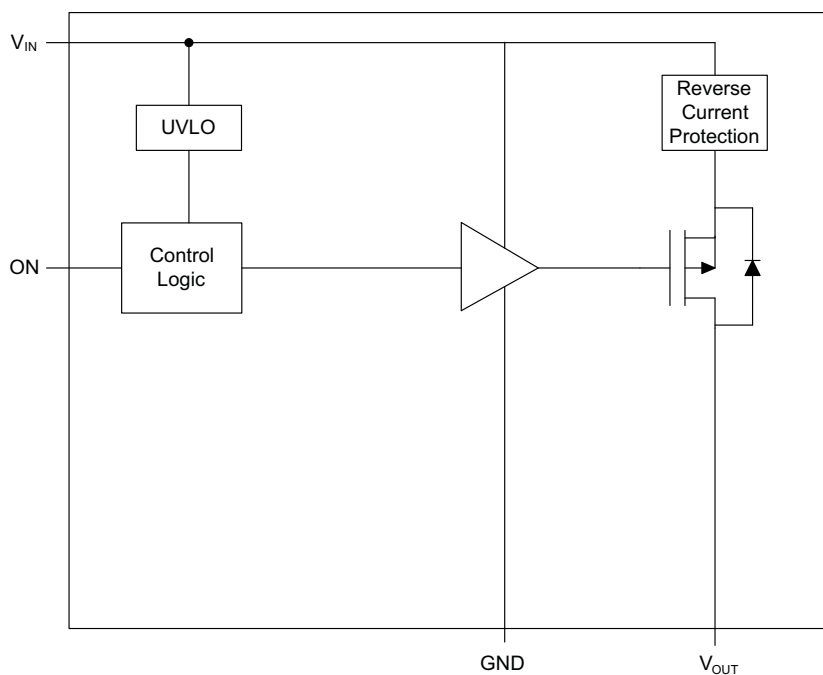 V_IN
UVLO
Reverse
Current
Protection
ON
Control
Logic
GND
V_OUT